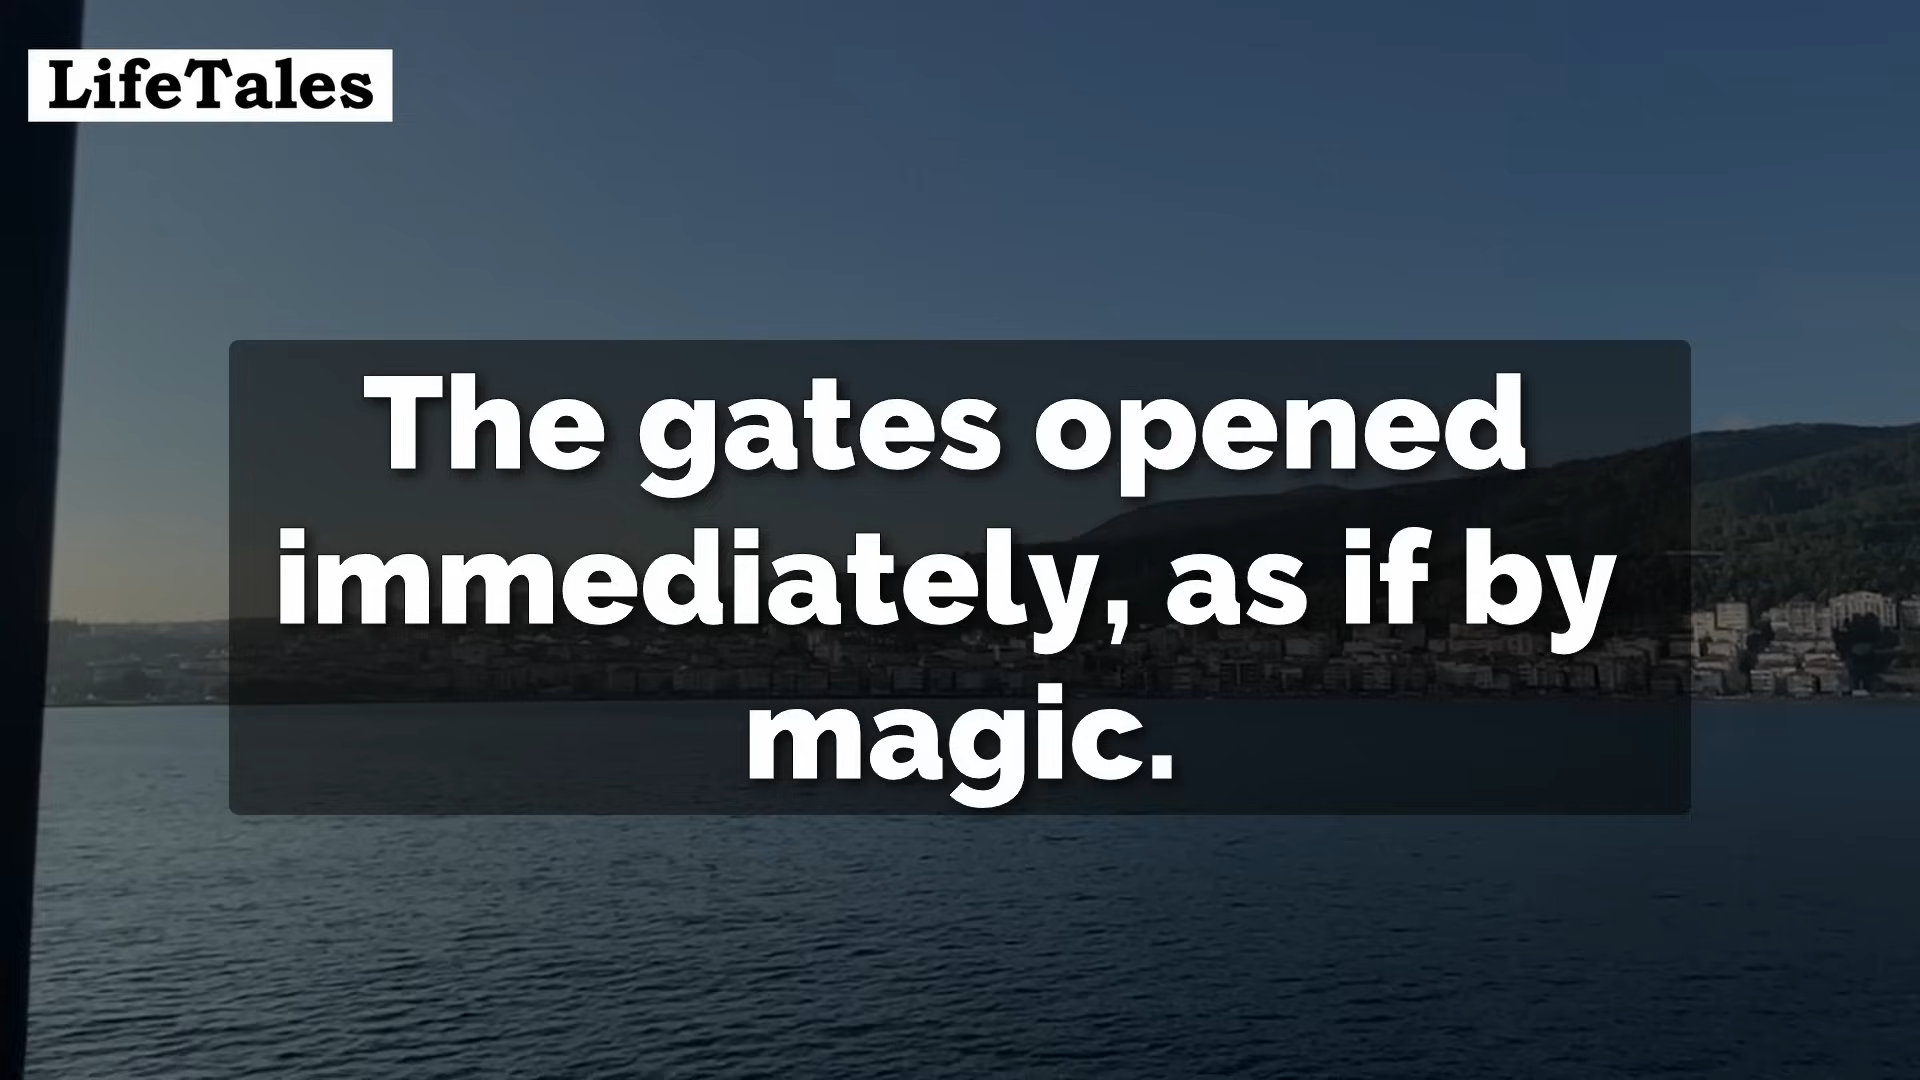 LifeTales
The gates opened
immediately, as if by
magic.